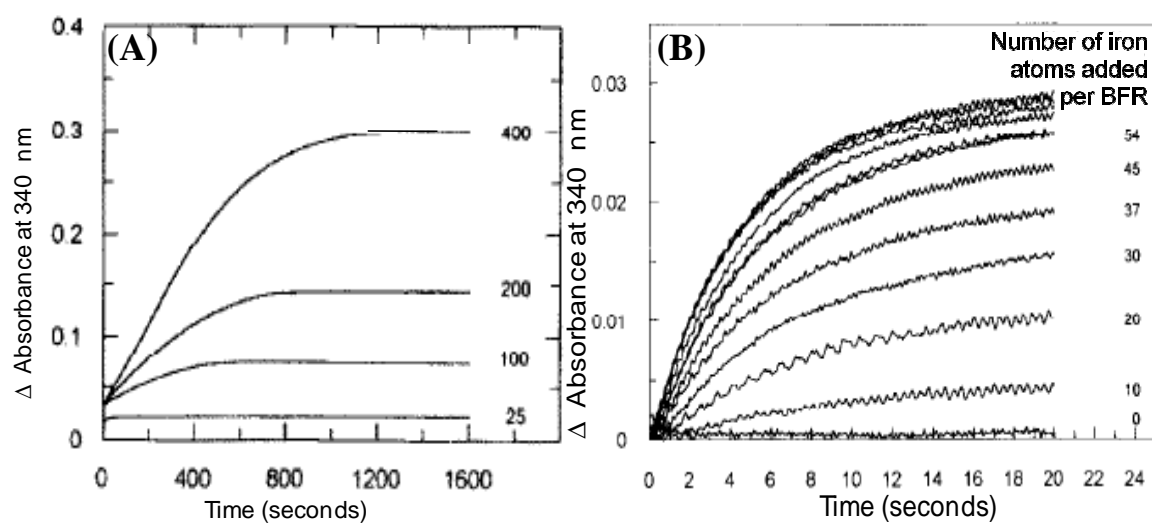 (A)
Δ Absorbance at 340 nm
0.4
0.3
0.2
0.1
0
400
200
100
25
0 400 800 1200 1600
Time (seconds)
(B)
Number of iron
atoms added
per BFR
Δ Absorbance at 340 nm
0.03
0.02
0.01
0
54
45
37
30
20
10
0
0 2 4 6 8 10 12 14 16 18 20 22 24
Time (seconds)